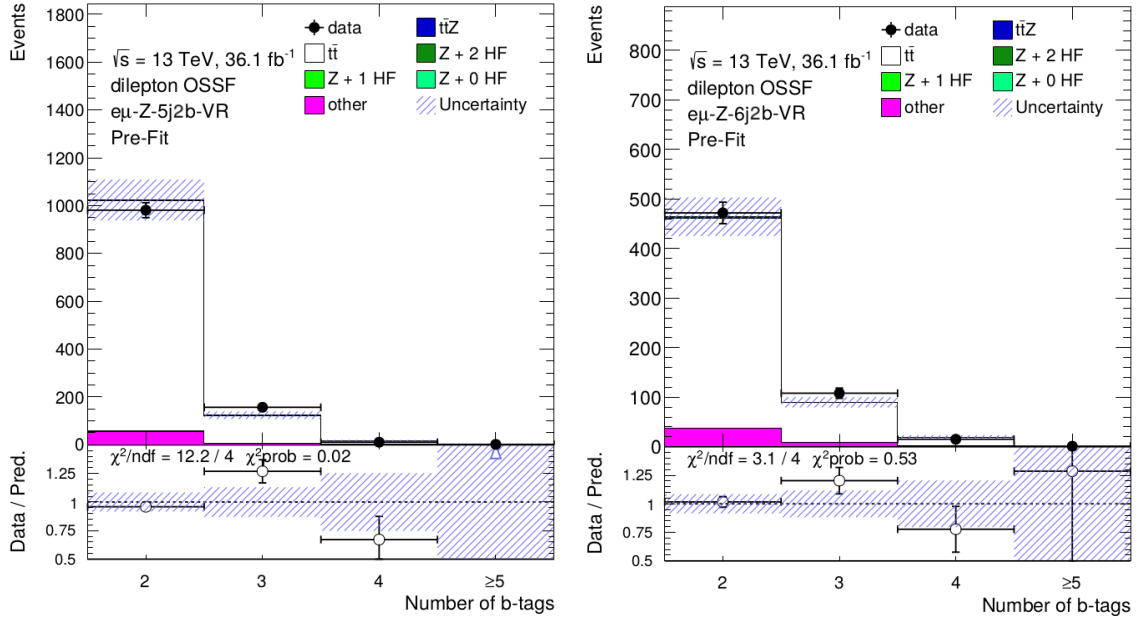 Events
1800
1600
1400
1200
1000
800
600
400
200
0
√s = 13 TeV, 36.1 fb⁻¹
dilepton OSSF
eμ-Z-5j2b-VR
Pre-Fit
data
tt̄
Z + 1 HF
other
tt̄Z
Z + 2 HF
Z + 0 HF
Uncertainty
Data / Pred.
1.25
1
0.75
0.5
χ²/ndf = 12.2 / 4 χ²prob = 0.02
2 3 4 ≥5
Number of b-tags
Events
800
700
600
500
400
300
200
100
0
√s = 13 TeV, 36.1 fb⁻¹
dilepton OSSF
eμ-Z-6j2b-VR
Pre-Fit
data
tt̄
Z + 1 HF
other
tt̄Z
Z + 2 HF
Z + 0 HF
Uncertainty
Data / Pred.
1.25
1
0.75
0.5
χ²/ndf = 3.1 / 4 χ²prob = 0.53
2 3 4 ≥5
Number of b-tags